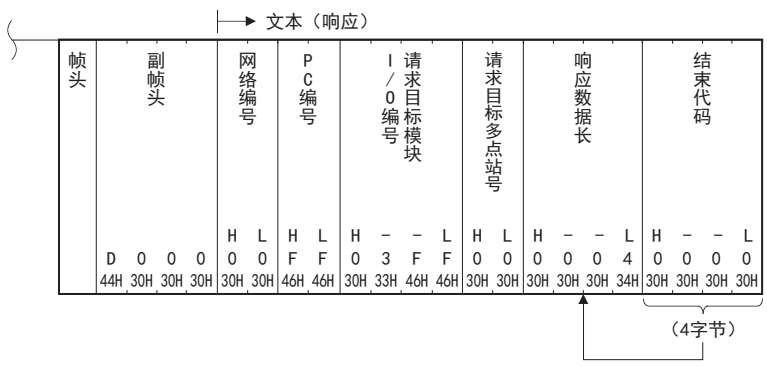 文本（响应）
帧头
副帧头
网络编号
PC编号
请求目标模块
I/O编号
请求目标多点站号
响应数据长
结束代码
H L H L H - - L H L H - - L H - - L
D 0 0 0 0 0 F F 0 3 F F 0 0 0 0 0 4 0 0 0 0
44H 30H 30H 30H 30H 30H 46H 46H 30H 33H 46H 46H 30H 30H 30H 30H 30H 34H 30H 30H 30H 30H
（4字节）